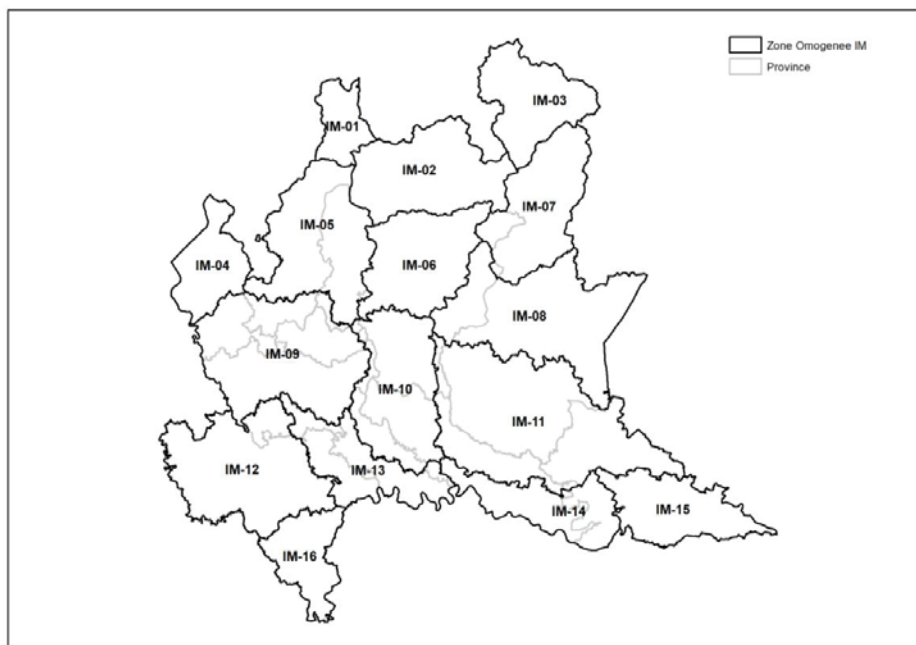 Zone Omogenee IM
Province
IM-03
IM-01
IM-02
IM-07
IM-05
IM-04
IM-06
IM-08
IM-09
IM-10
IM-11
IM-12
IM-13
IM-14
IM-15
IM-16